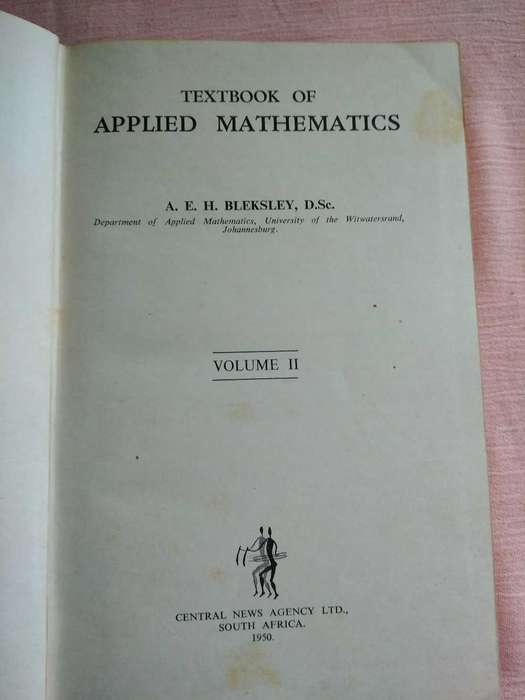 TEXTBOOK OF
APPLIED MATHEMATICS
A. E. H. BLEKSLEY, D.Sc.
Department of Applied Mathematics, University of the Witwatersrand,
Johannesburg.
VOLUME II
CENTRAL NEWS AGENCY LTD.,
SOUTH AFRICA.
1950.